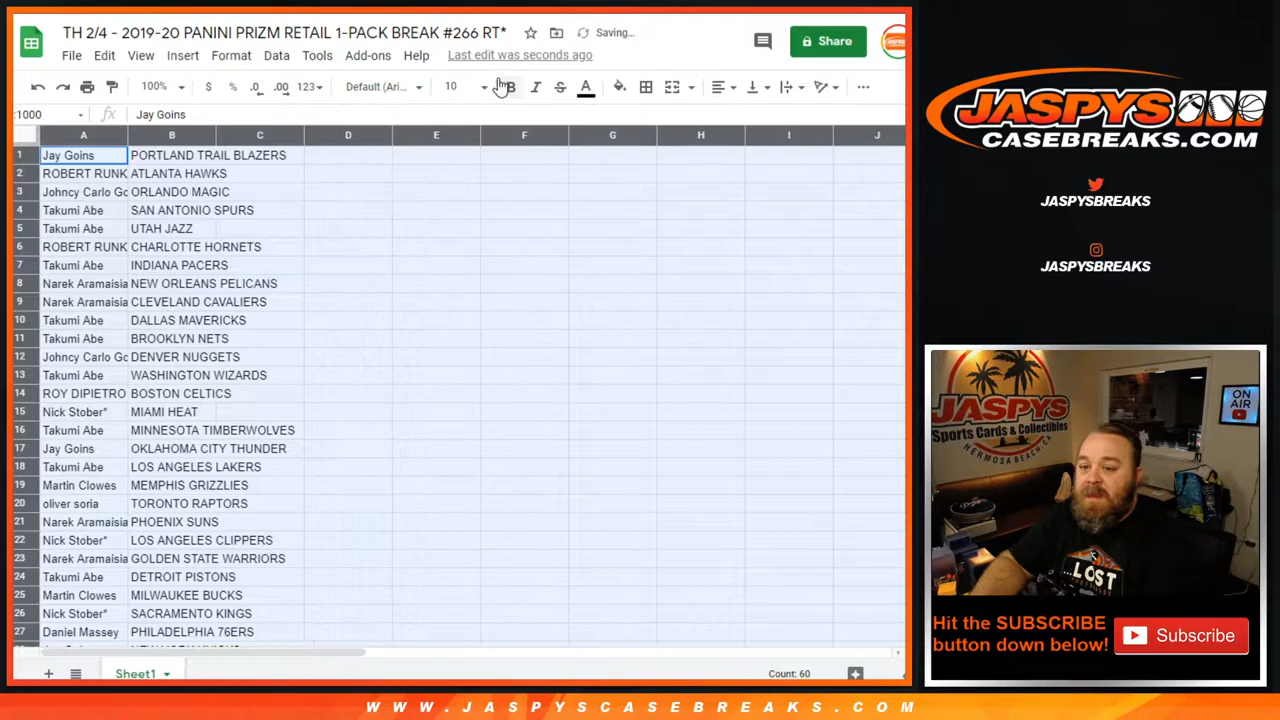 TH 2/4 - 2019-20 PANINI PRIZM RETAIL 1-PACK BREAK #266 RT*
Saving...
Share
File Edit View Insert Format Data Tools Add-ons Help Last edit was seconds ago
100% $ % .0 .00 123 Default (Ari... 10 B I S A
:1000 fx Jay Goins
A B C D E F G H I J
1 Jay Goins PORTLAND TRAIL BLAZERS
2 ROBERT RUNK ATLANTA HAWKS
3 Johncy Carlo Gc ORLANDO MAGIC
4 Takumi Abe SAN ANTONIO SPURS
5 Takumi Abe UTAH JAZZ
6 ROBERT RUNK CHARLOTTE HORNETS
7 Takumi Abe INDIANA PACERS
8 Narek Aramaisia NEW ORLEANS PELICANS
9 Narek Aramaisia CLEVELAND CAVALIERS
10 Takumi Abe DALLAS MAVERICKS
11 Takumi Abe BROOKLYN NETS
12 Johncy Carlo Gc DENVER NUGGETS
13 Takumi Abe WASHINGTON WIZARDS
14 ROY DIPIETRO BOSTON CELTICS
15 Nick Stober* MIAMI HEAT
16 Takumi Abe MINNESOTA TIMBERWOLVES
17 Jay Goins OKLAHOMA CITY THUNDER
18 Takumi Abe LOS ANGELES LAKERS
19 Martin Clowes MEMPHIS GRIZZLIES
20 oliver soria TORONTO RAPTORS
21 Narek Aramaisia PHOENIX SUNS
22 Nick Stober* LOS ANGELES CLIPPERS
23 Narek Aramaisia GOLDEN STATE WARRIORS
24 Takumi Abe DETROIT PISTONS
25 Martin Clowes MILWAUKEE BUCKS
26 Nick Stober* SACRAMENTO KINGS
27 Daniel Massey PHILADELPHIA 76ERS
Sheet1
Count: 60
JASPYS
CASEBREAKS.COM
JASPYSBREAKS
JASPYSBREAKS
JASPYS
Sports Cards & Collectibles
HERMOSA BEACH, CA
ON
AIR
...LOST
Hit the SUBSCRIBE
button down below!
Subscribe
WWW.JASPYSCASEBREAKS.COM